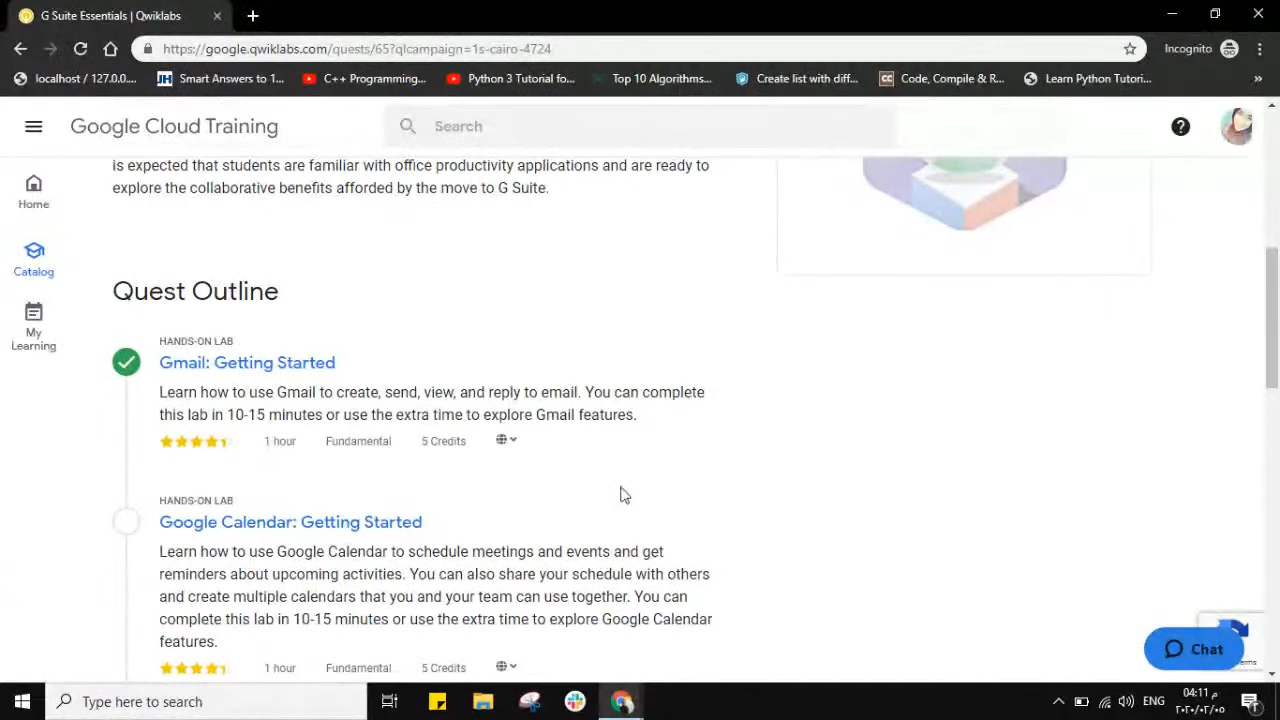 G Suite Essentials | Qwiklabs
https://google.qwiklabs.com/quests/65?qlcampaign=1s-cairo-4724
Incognito
localhost / 127.0.0...
JH Smart Answers to 1...
C++ Programming...
Python 3 Tutorial fo...
Top 10 Algorithms...
Create list with diff...
CC Code, Compile & R...
Learn Python Tutori...
»
Google Cloud Training
Search
is expected that students are familiar with office productivity applications and are ready to
explore the collaborative benefits afforded by the move to G Suite.
Home
Catalog
My
Learning
Quest Outline
HANDS-ON LAB
Gmail: Getting Started
Learn how to use Gmail to create, send, view, and reply to email. You can complete
this lab in 10-15 minutes or use the extra time to explore Gmail features.
1 hour Fundamental 5 Credits
HANDS-ON LAB
Google Calendar: Getting Started
Learn how to use Google Calendar to schedule meetings and events and get
reminders about upcoming activities. You can also share your schedule with others
and create multiple calendars that you and your team can use together. You can
complete this lab in 10-15 minutes or use the extra time to explore Google Calendar
features.
1 hour Fundamental 5 Credits
Chat
Type here to search
ENG
م 04:11